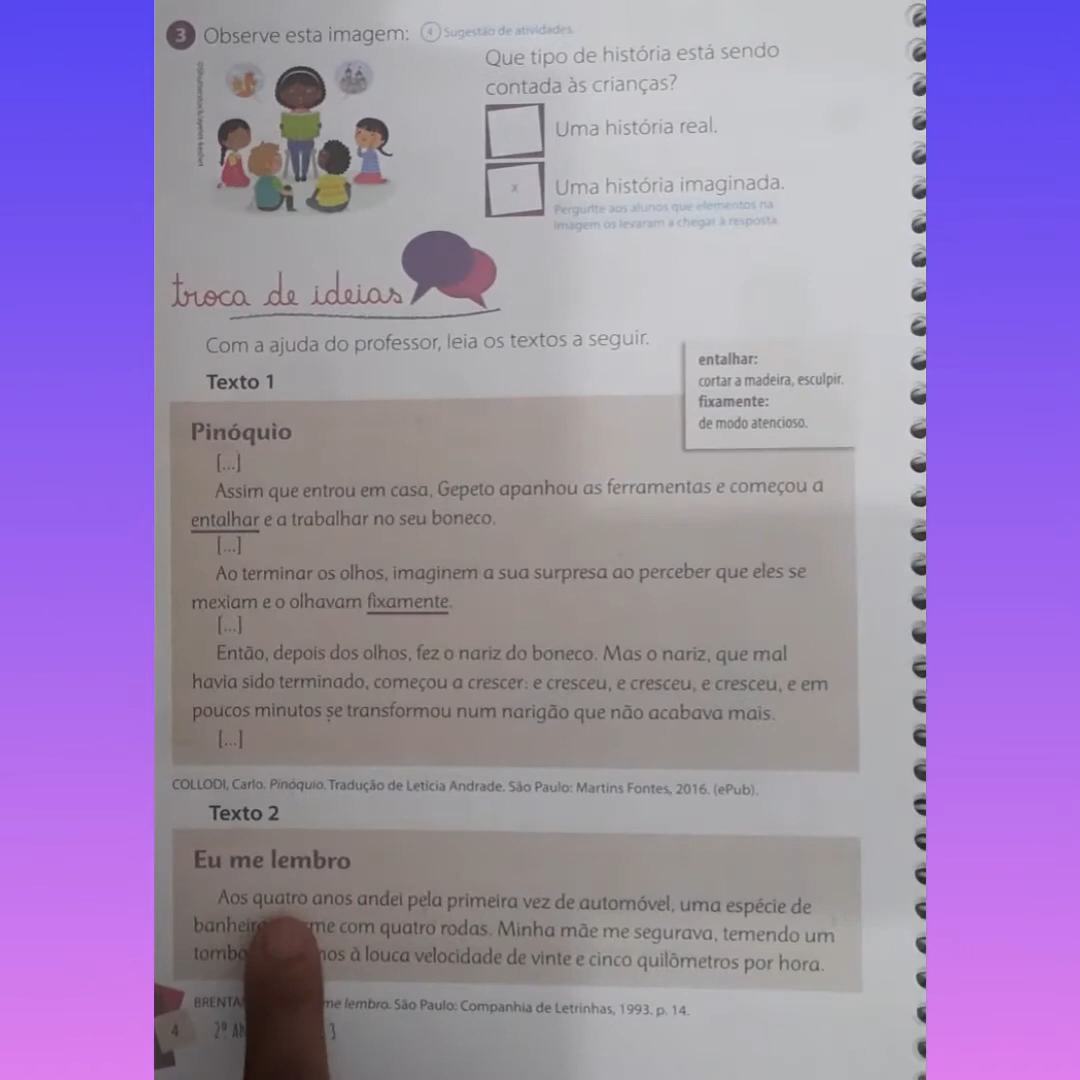 3 Observe esta imagem: 4 Sugestão de atividades.
Que tipo de história está sendo
contada às crianças?
Uma história real.
x Uma história imaginada.
Pergunte aos alunos que elementos na
imagem os levaram a chegar à resposta.
troca de ideias
Com a ajuda do professor, leia os textos a seguir.
entalhar:
cortar a madeira, esculpir.
fixamente:
de modo atencioso.
Texto 1
Pinóquio
[...]
Assim que entrou em casa, Gepeto apanhou as ferramentas e começou a
entalhar e a trabalhar no seu boneco.
[...]
Ao terminar os olhos, imaginem a sua surpresa ao perceber que eles se
mexiam e o olhavam fixamente.
[...]
Então, depois dos olhos, fez o nariz do boneco. Mas o nariz, que mal
havia sido terminado, começou a crescer: e cresceu, e cresceu, e cresceu, e em
poucos minutos se transformou num narigão que não acabava mais.
[...]
COLLODI, Carlo. Pinóquio. Tradução de Letícia Andrade. São Paulo: Martins Fontes, 2016. (ePub).
Texto 2
Eu me lembro
Aos quatro anos andei pela primeira vez de automóvel, uma espécie de
com quatro rodas. Minha mãe me segurava, temendo um
à louca velocidade de vinte e cinco quilômetros por hora.
me lembro. São Paulo: Companhia de Letrinhas, 1993. p. 14.
4 2º